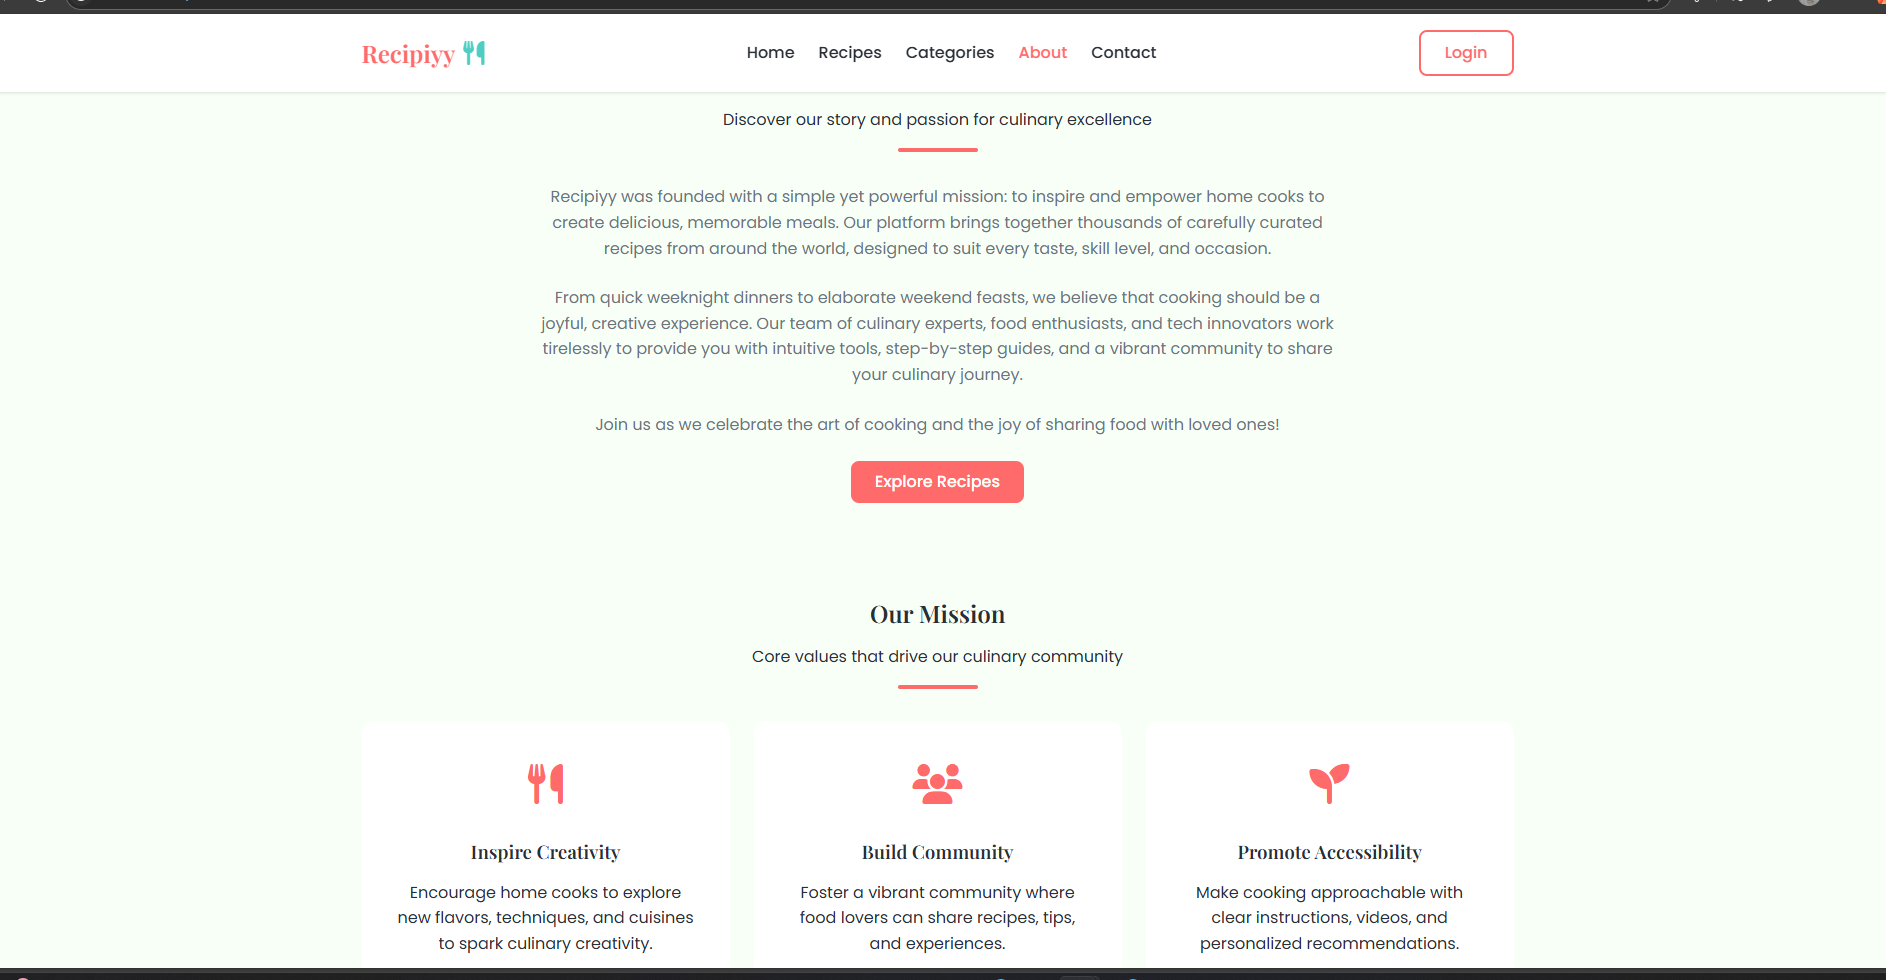 Recipiyy
Home Recipes Categories About Contact
Login
Discover our story and passion for culinary excellence
Recipiyy was founded with a simple yet powerful mission: to inspire and empower home cooks to
create delicious, memorable meals. Our platform brings together thousands of carefully curated
recipes from around the world, designed to suit every taste, skill level, and occasion.
From quick weeknight dinners to elaborate weekend feasts, we believe that cooking should be a
joyful, creative experience. Our team of culinary experts, food enthusiasts, and tech innovators work
tirelessly to provide you with intuitive tools, step-by-step guides, and a vibrant community to share
your culinary journey.
Join us as we celebrate the art of cooking and the joy of sharing food with loved ones!
Explore Recipes
Our Mission
Core values that drive our culinary community
Inspire Creativity
Encourage home cooks to explore
new flavors, techniques, and cuisines
to spark culinary creativity.
Build Community
Foster a vibrant community where
food lovers can share recipes, tips,
and experiences.
Promote Accessibility
Make cooking approachable with
clear instructions, videos, and
personalized recommendations.